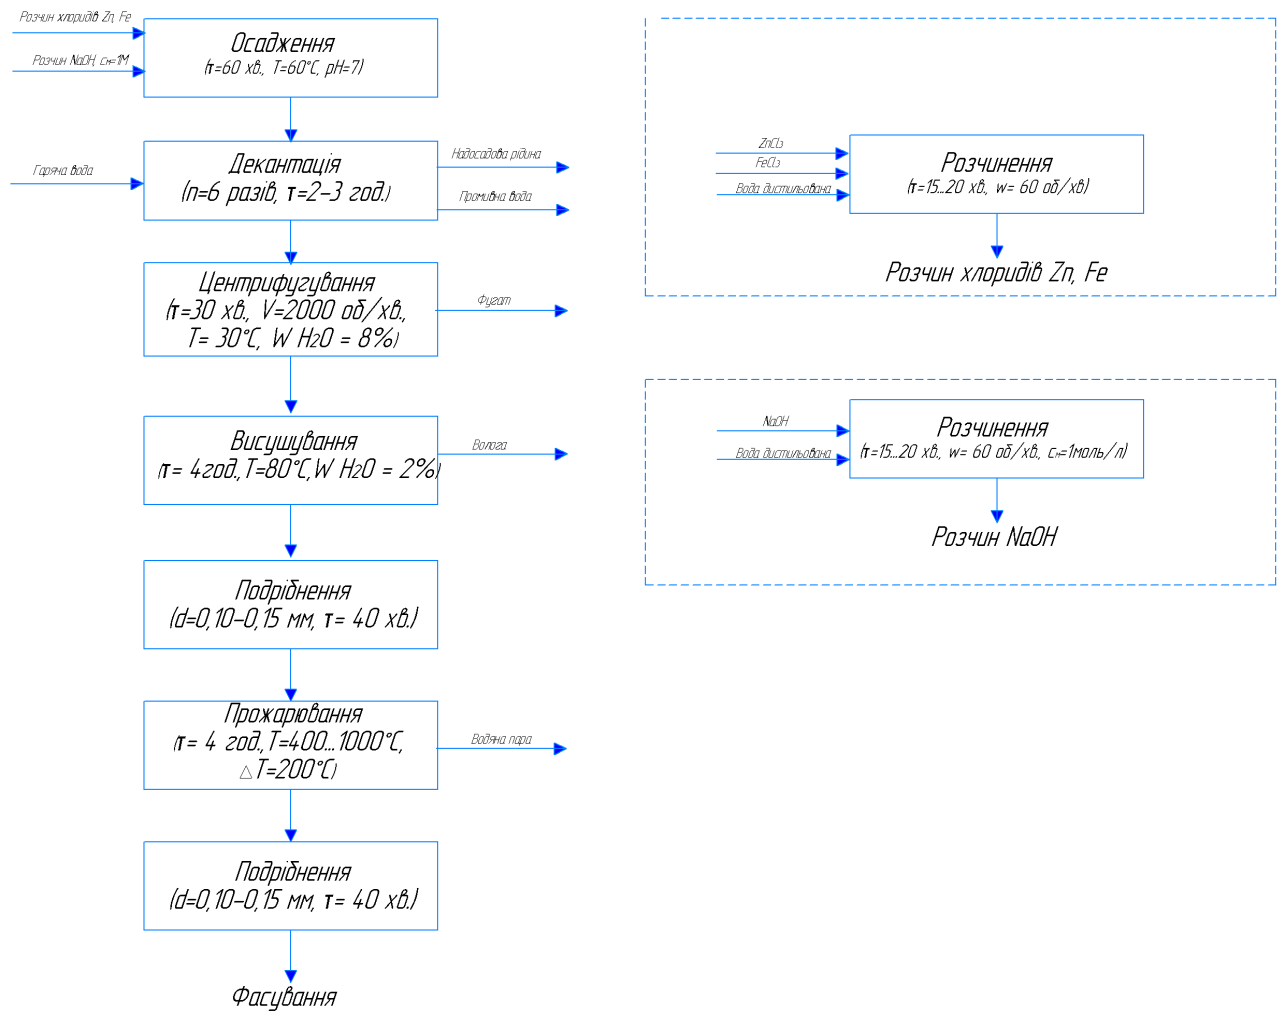 Розчин хлоридів Zn, Fe
Розчин NaOH, Cн=1М
Осадження
(τ=60 хв., T=60°C, pH=7)
Гаряча вода
Декантація
(n=6 разів, τ=2-3 год.)
Надосадова рідина
Промивна вода
Центрифугування
(τ=30 хв., V=2000 об/хв.,
T= 30°C, W H2O = 8%)
Фугат
Висушування
(τ= 4год.,T=80°C,W H2O = 2%)
Волога
Подрібнення
(d=0,10-0,15 мм, τ= 40 хв.)
Прожарювання
(τ= 4 год.,T=400...1000°C,
△T=200°C)
Водяна пара
Подрібнення
(d=0,10-0,15 мм, τ= 40 хв.)
Фасування
ZnCl3
FeCl3
Вода дистильована
Розчинення
(τ=15...20 хв., w= 60 об/хв)
Розчин хлоридів Zn, Fe
NaOH
Вода дистильована
Розчинення
(τ=15...20 хв., w= 60 об/хв., Cн=1моль/л)
Розчин NaOH